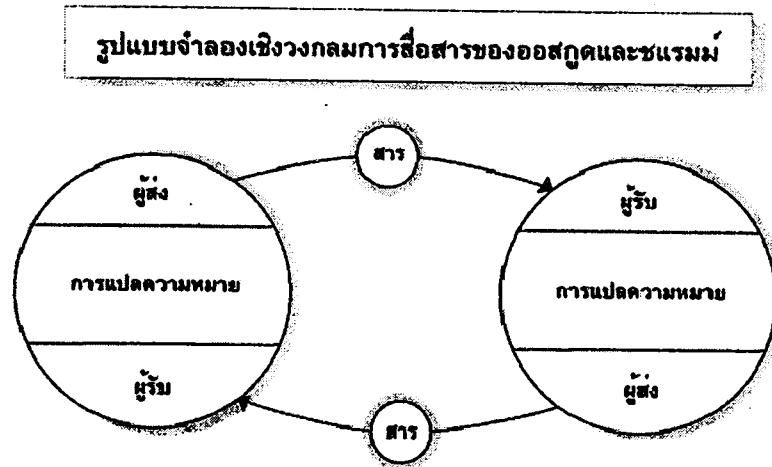 รูปแบบจำลองเชิงวงกลมการสื่อสารของออสกูดและชแรมม์
สาร
ผู้ส่ง
การแปลความหมาย
ผู้รับ
ผู้รับ
การแปลความหมาย
ผู้ส่ง
สาร